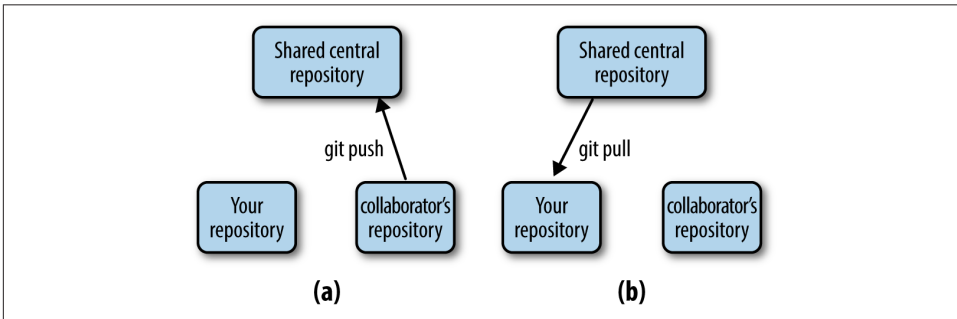 Shared central
repository
git push
Your
repository
collaborator's
repository
(a)
Shared central
repository
git pull
Your
repository
collaborator's
repository
(b)